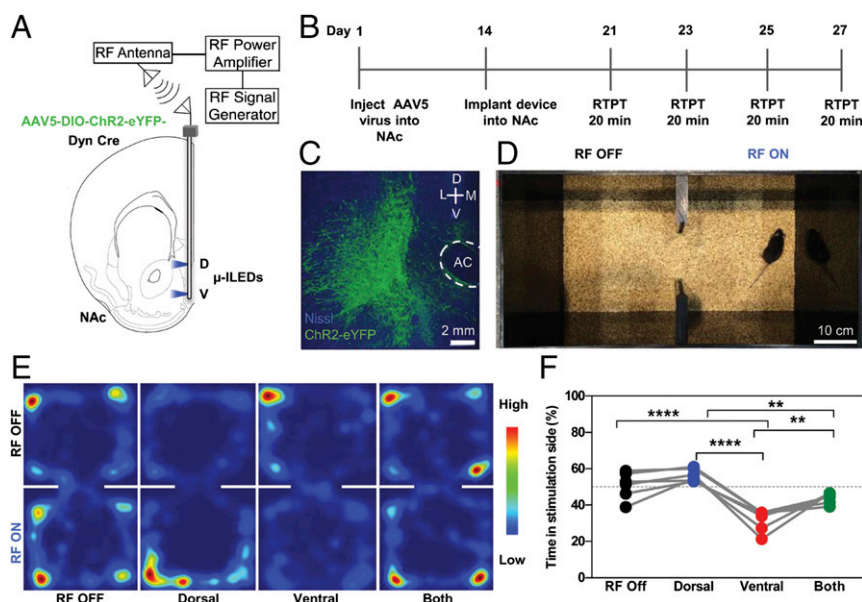 A
RF Antenna
RF Power
Amplifier
RF Signal
Generator
AAV5-DIO-ChR2-eYFP-
Dyn Cre
D
V
µ-ILEDs
NAc
B
Day 1 14 21 23 25 27
Inject AAV5
virus into
NAc
Implant device
into NAc
RTPT
20 min
RTPT
20 min
RTPT
20 min
RTPT
20 min
C
D
L M
V
AC
Nissl
ChR2-eYFP
2 mm
D
RF OFF
RF ON
10 cm
E
RF OFF
RF ON
RF OFF Dorsal Ventral Both
High
Low
F
Time in stimulation side (%)
100
80
60
40
20
0
**** **
**
****
RF Off Dorsal Ventral Both